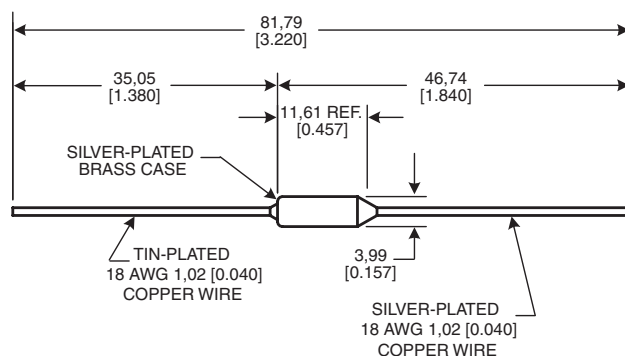 81,79
[3.220]
35,05
[1.380]
46,74
[1.840]
11,61 REF.
[0.457]
SILVER-PLATED
BRASS CASE
TIN-PLATED
18 AWG 1,02 [0.040]
COPPER WIRE
3,99
[0.157]
SILVER-PLATED
18 AWG 1,02 [0.040]
COPPER WIRE